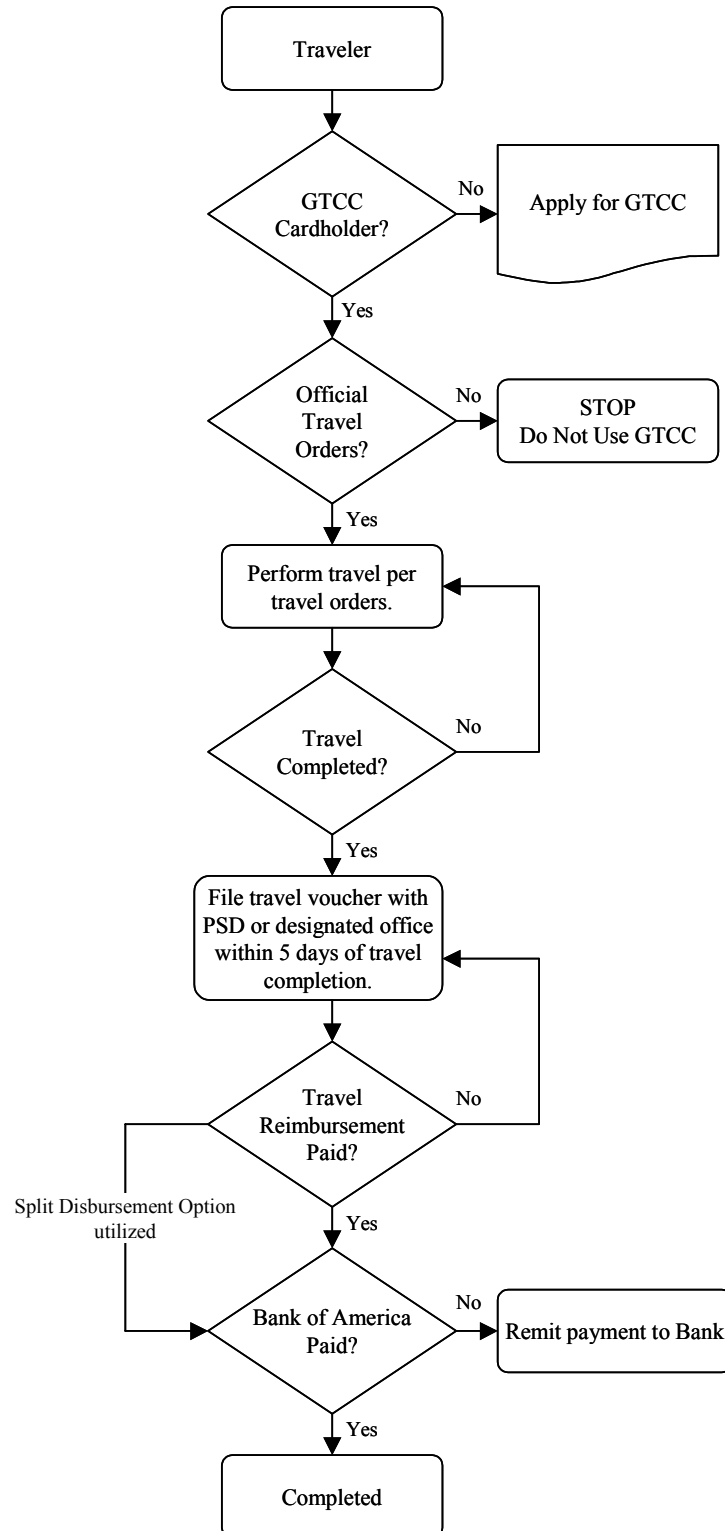 Traveler
GTCC
Cardholder?
No
Apply for GTCC
Yes
Official
Travel
Orders?
No
STOP
Do Not Use GTCC
Yes
Perform travel per
travel orders.
Travel
Completed?
No
Yes
File travel voucher with
PSD or designated office
within 5 days of travel
completion.
Travel
Reimbursement
Paid?
No
Split Disbursement Option
utilized
Yes
Bank of America
Paid?
No
Remit payment to Bank
Yes
Completed